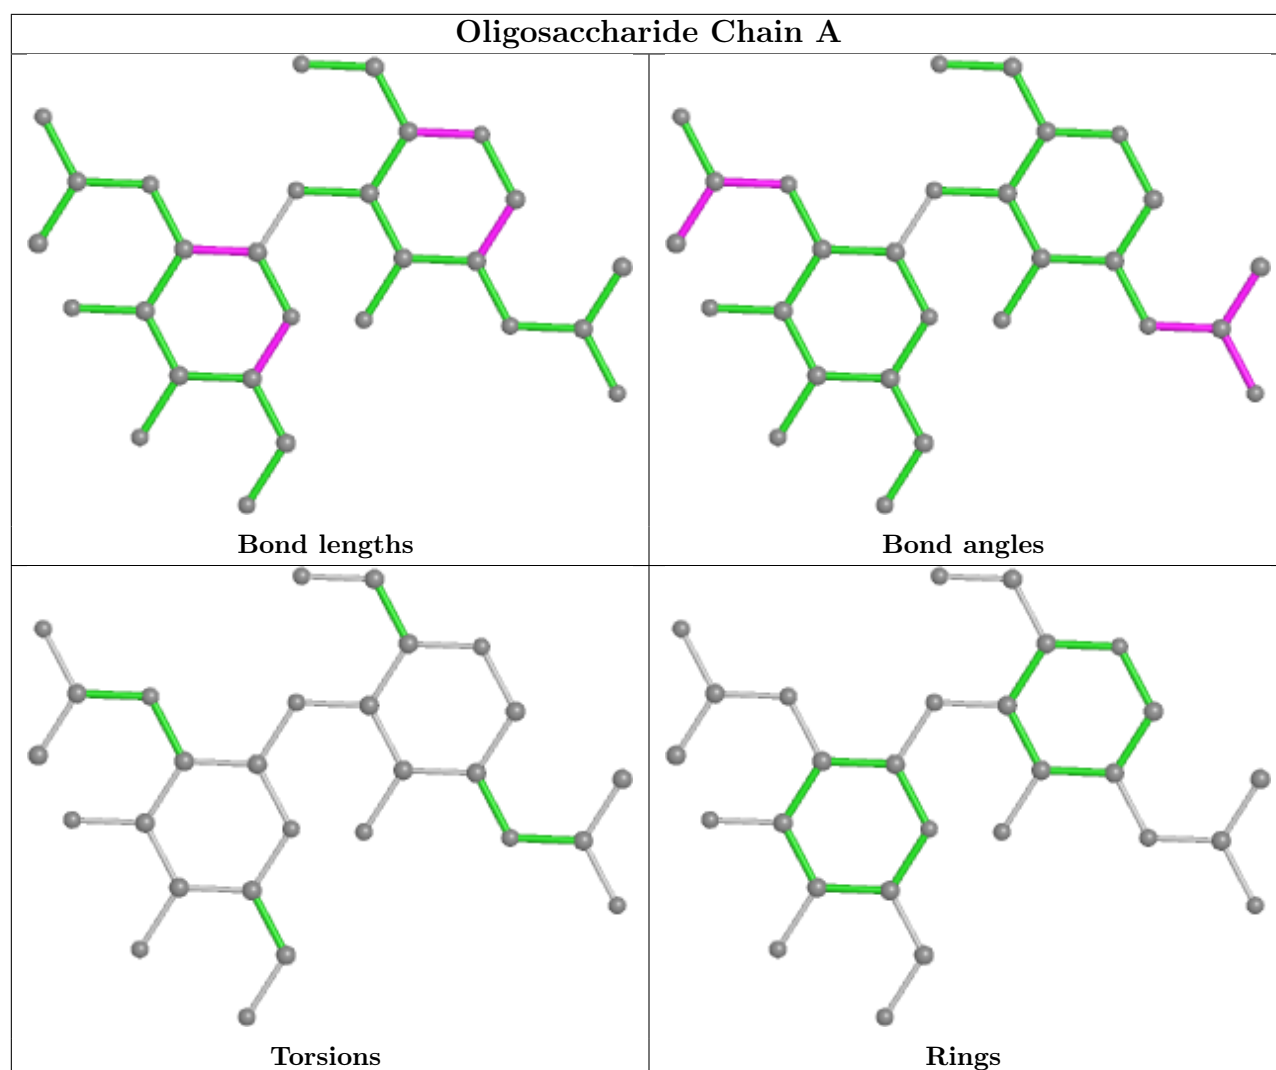 Oligosaccharide Chain A
Bond lengths
Bond angles
Torsions
Rings